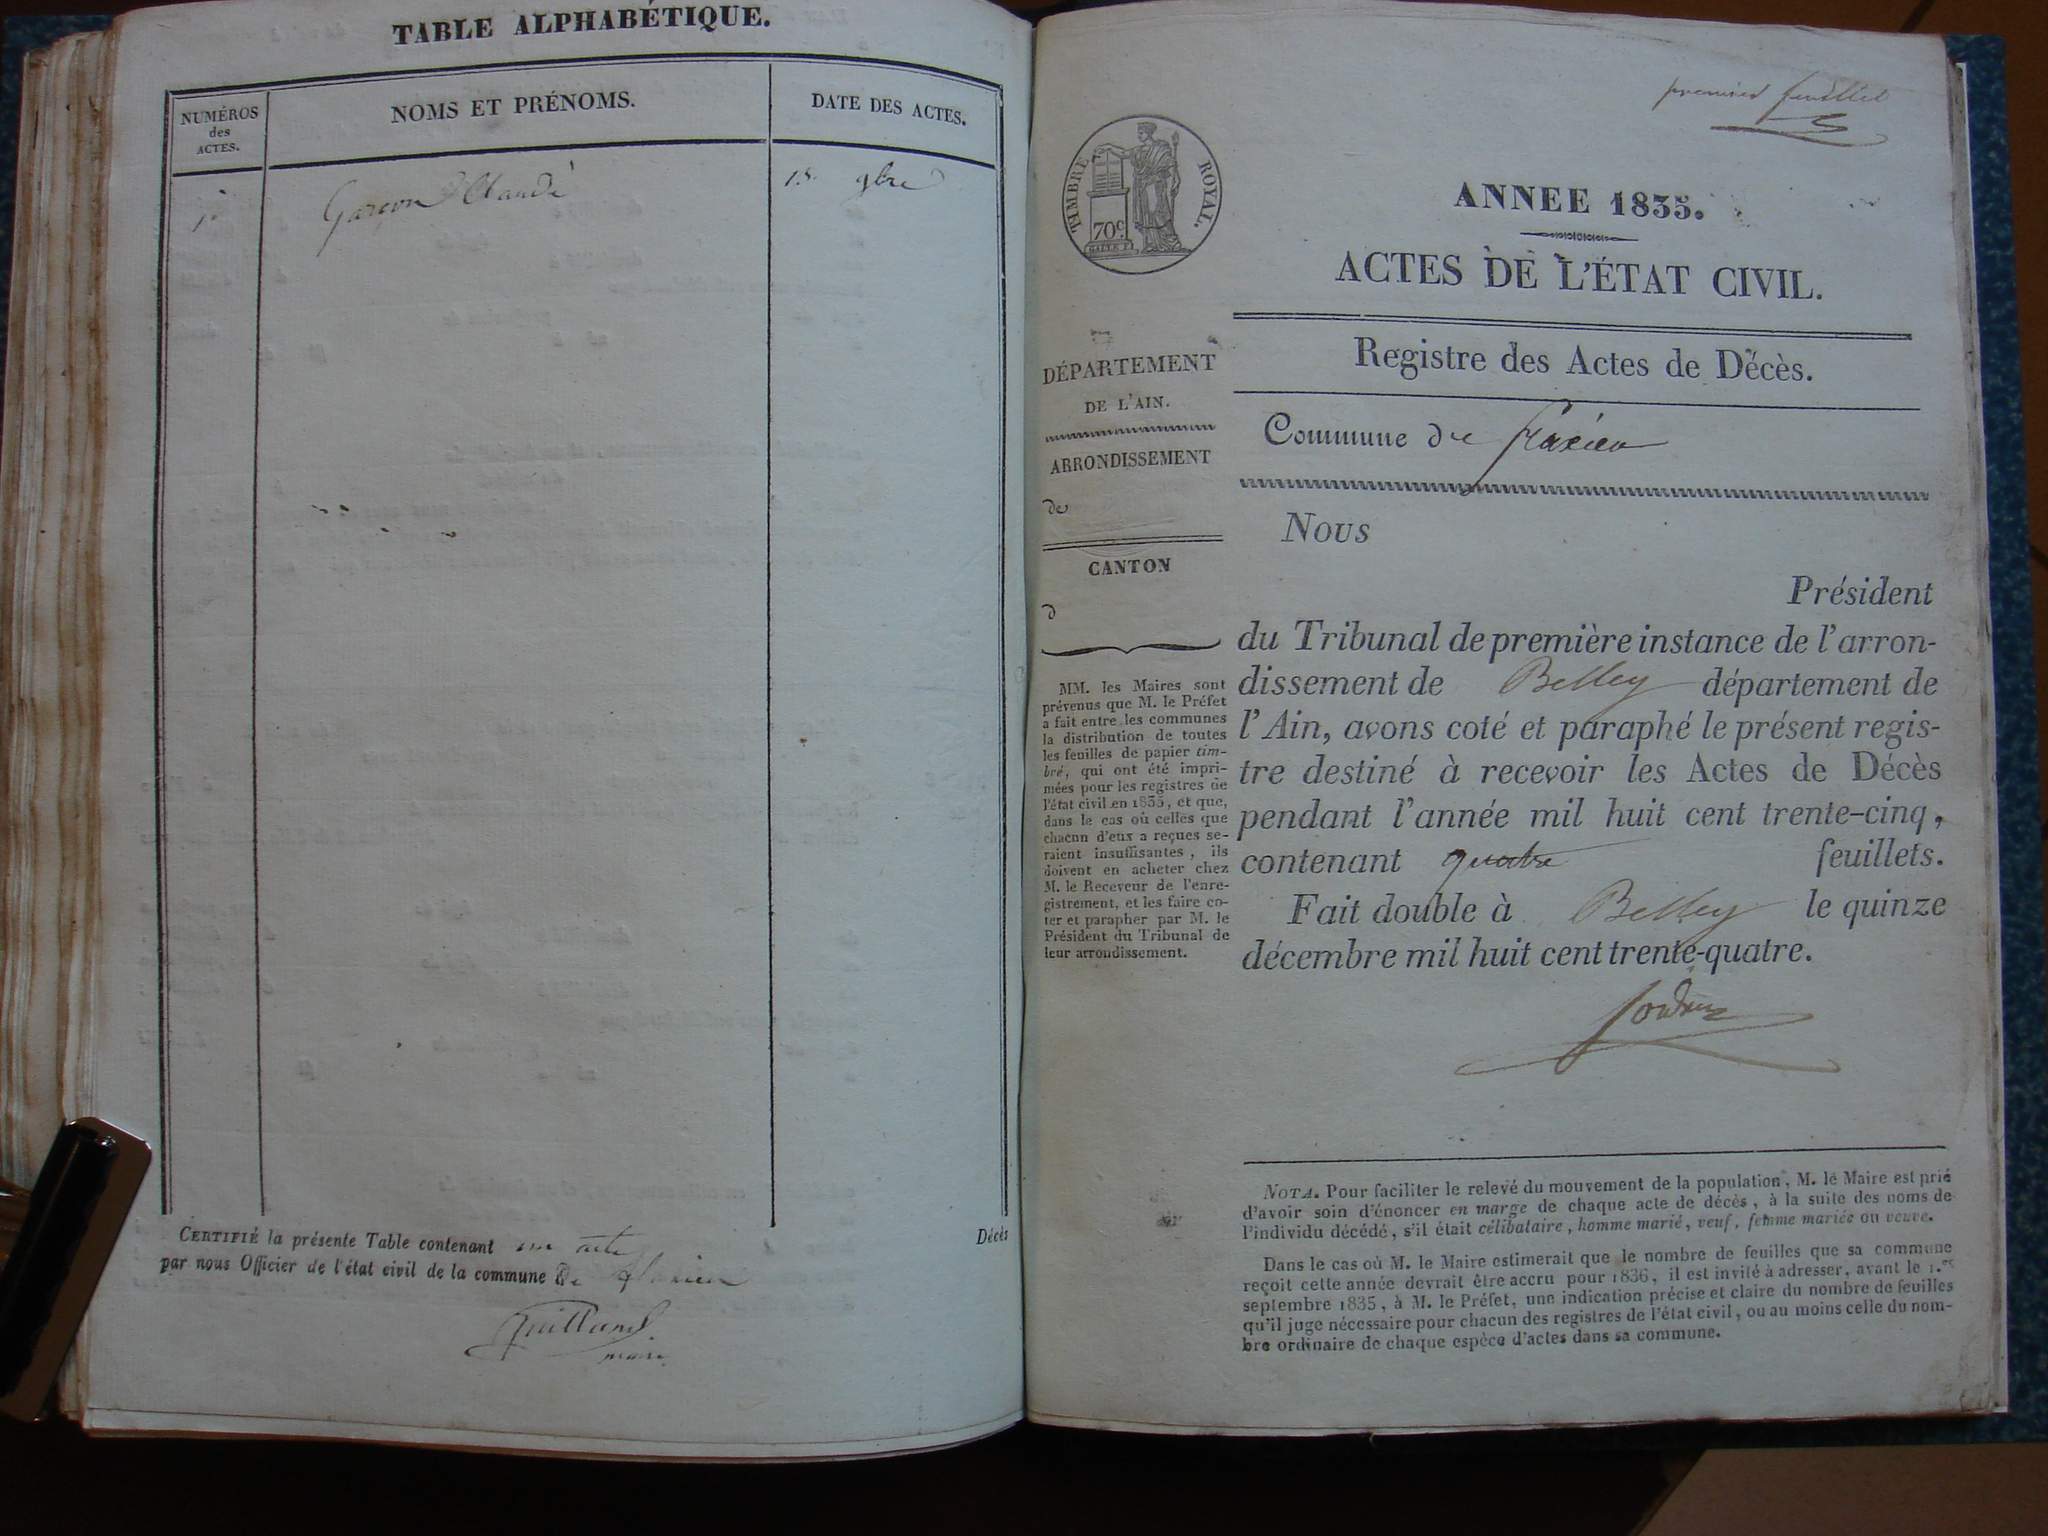 TABLE ALPHABÉTIQUE.
NUMÉROS
des
ACTES.
NOMS ET PRÉNOMS.
DATE DES ACTES.
1
Garçon Claude
15 9bre
CERTIFIÉ la présente Table contenant un acte
par nous Officier de l'état civil de la commune De flaxieu
maire
Décès
premier feuillet
TIMBRE ROYAL.
70c.
ANNEE 1835.
ACTES DE L'ÉTAT CIVIL.
Registre des Actes de Décès.
Commune de flaxieu
DÉPARTEMENT
DE L'AIN.
ARRONDISSEMENT
de
CANTON
d
MM. les Maires sont
prévenus que M. le Préfet
a fait entre les communes
la distribution de toutes
les feuilles de papier tim-
bré, qui ont été impri-
mées pour les registres de
l'état civil en 1835, et que,
dans le cas où celles que
chacun d'eux a reçues se-
raient insuffisantes, ils
doivent en acheter chez
M. le Receveur de l'enre-
gistrement, et les faire co-
ter et parapher par M. le
Président du Tribunal de
leur arrondissement.
Nous
Président
du Tribunal de première instance de l'arron-
dissement de Belley département de
l'Ain, avons coté et paraphé le présent regis-
tre destiné à recevoir les Actes de Décès
pendant l'année mil huit cent trente-cinq,
contenant quatre feuillets.
Fait double à Belley le quinze
décembre mil huit cent trente-quatre.
NOTA. Pour faciliter le relevé du mouvement de la population, M. le Maire est prié
d'avoir soin d'énoncer en marge de chaque acte de décès, à la suite des noms de
l'individu décédé, s'il était célibataire, homme marié, veuf, femme mariée ou veuve.
Dans le cas où M. le Maire estimerait que le nombre de feuilles que sa commune
reçoit cette année devrait être accru pour 1836, il est invité à adresser, avant le 1.er
septembre 1835, à M. le Préfet, une indication précise et claire du nombre de feuilles
qu'il juge nécessaire pour chacun des registres de l'état civil, ou au moins celle du nom-
bre ordinaire de chaque espèce d'actes dans sa commune.